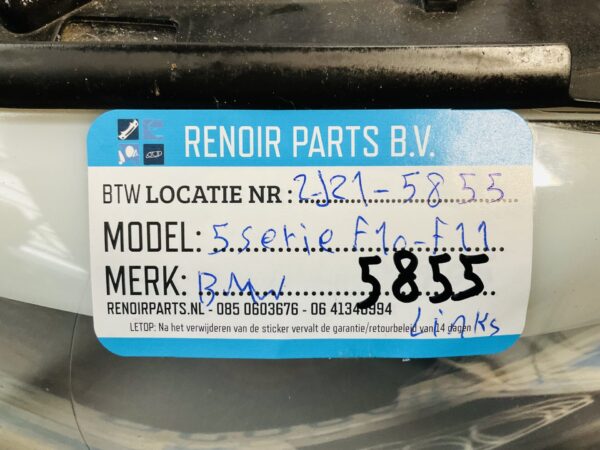 RENOIR PARTS B.V.
BTW LOCATIE NR : 2J21-5855
MODEL: 5 serie F10-F11
MERK: BMW 5855
RENOIRPARTS.NL - 085 0603676 - 06 41346994
Links
LETOP: Na het verwijderen van de sticker vervalt de garantie/retourbeleid van 14 dagen